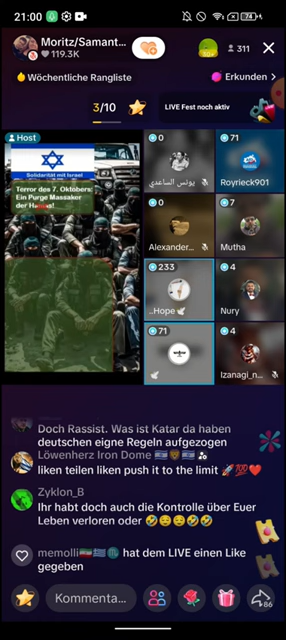 21:00
74
Moritz/Samant...
119.3K
311
Wöchentliche Rangliste
Erkunden >
3/10
LIVE Fest noch aktiv
Host
Solidarität mit Israel
Terror des 7. Oktobers:
Ein Purge Massaker
der
0
يونس الساعدي
71
Royrieck901
0
Alexander...
7
Mutha
233
..Hope
4
Nury
71
4
Izanagi_n...
Doch Rassist. Was ist Katar da haben
deutschen eigne Regeln aufgezogen
Löwenherz Iron Dome 🇮🇱🦁🇮🇱
liken teilen liken push it to the limit 🚀💯❤️
Zyklon_B
Ihr habt doch auch die Kontrolle über Euer
Leben verloren oder 🤣😏😏🤣🤣
memolli🇮🇷🇬🇷♏ hat dem LIVE einen Like
gegeben
Kommenta...
86